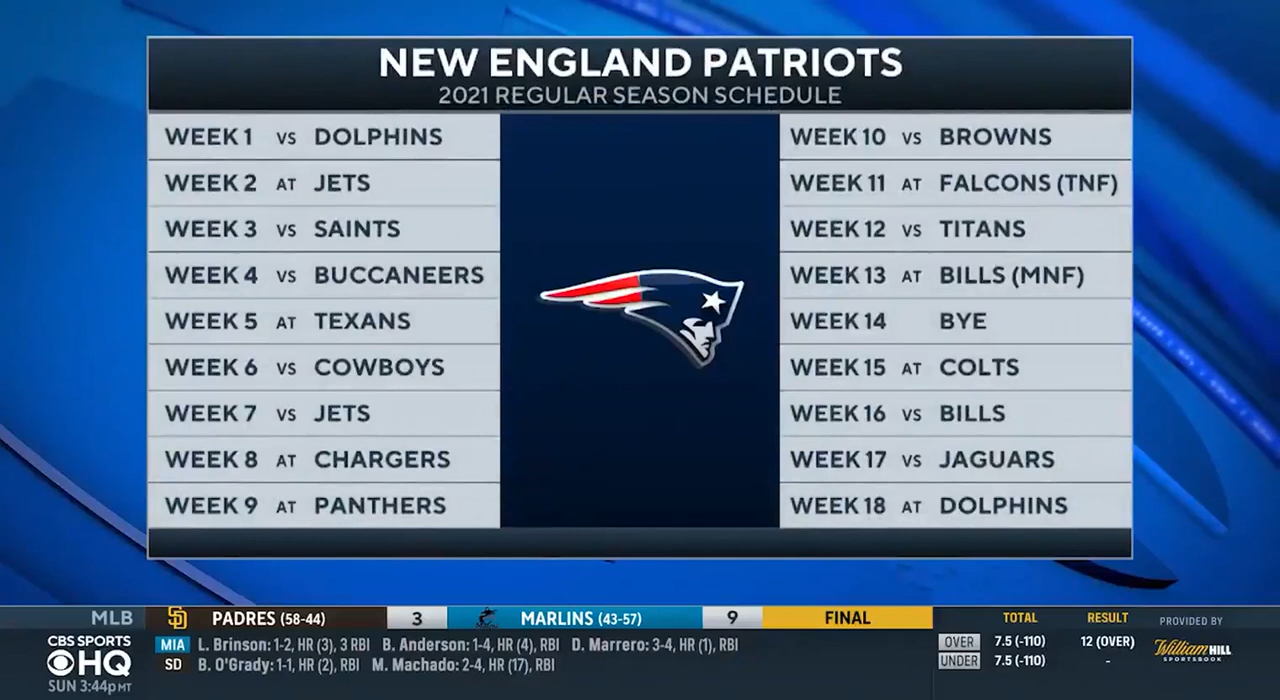 NEW ENGLAND PATRIOTS
2021 REGULAR SEASON SCHEDULE
WEEK 1 VS DOLPHINS
WEEK 2 AT JETS
WEEK 3 VS SAINTS
WEEK 4 VS BUCCANEERS
WEEK 5 AT TEXANS
WEEK 6 VS COWBOYS
WEEK 7 VS JETS
WEEK 8 AT CHARGERS
WEEK 9 AT PANTHERS
WEEK 10 VS BROWNS
WEEK 11 AT FALCONS (TNF)
WEEK 12 VS TITANS
WEEK 13 AT BILLS (MNF)
WEEK 14 BYE
WEEK 15 AT COLTS
WEEK 16 VS BILLS
WEEK 17 VS JAGUARS
WEEK 18 AT DOLPHINS
MLB SD PADRES (58-44) 3 MARLINS (43-57) 9 FINAL
CBS SPORTS
HQ
SUN 3:44p MT
MIA L. Brinson: 1-2, HR (3), 3 RBI B. Anderson: 1-4, HR (4), RBI D. Marrero: 3-4, HR (1), RBI
SD B. O'Grady: 1-1, HR (2), RBI M. Machado: 2-4, HR (17), RBI
TOTAL RESULT
OVER 7.5 (-110) 12 (OVER)
UNDER 7.5 (-110) -
PROVIDED BY
William HILL
SPORTSBOOK